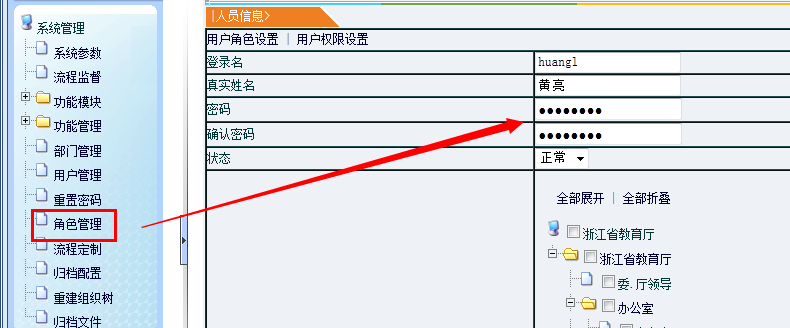 系统管理
系统参数
流程监督
功能模块
功能管理
部门管理
用户管理
重置密码
角色管理
流程定制
归档配置
重建组织树
归档文件
|人员信息>
用户角色设置 | 用户权限设置
登录名 huangl
真实姓名 黄亮
密码 ●●●●●●●●
确认密码 ●●●●●●●●
状态 正常
全部展开 | 全部折叠
浙江省教育厅
浙江省教育厅
委.厅领导
办公室